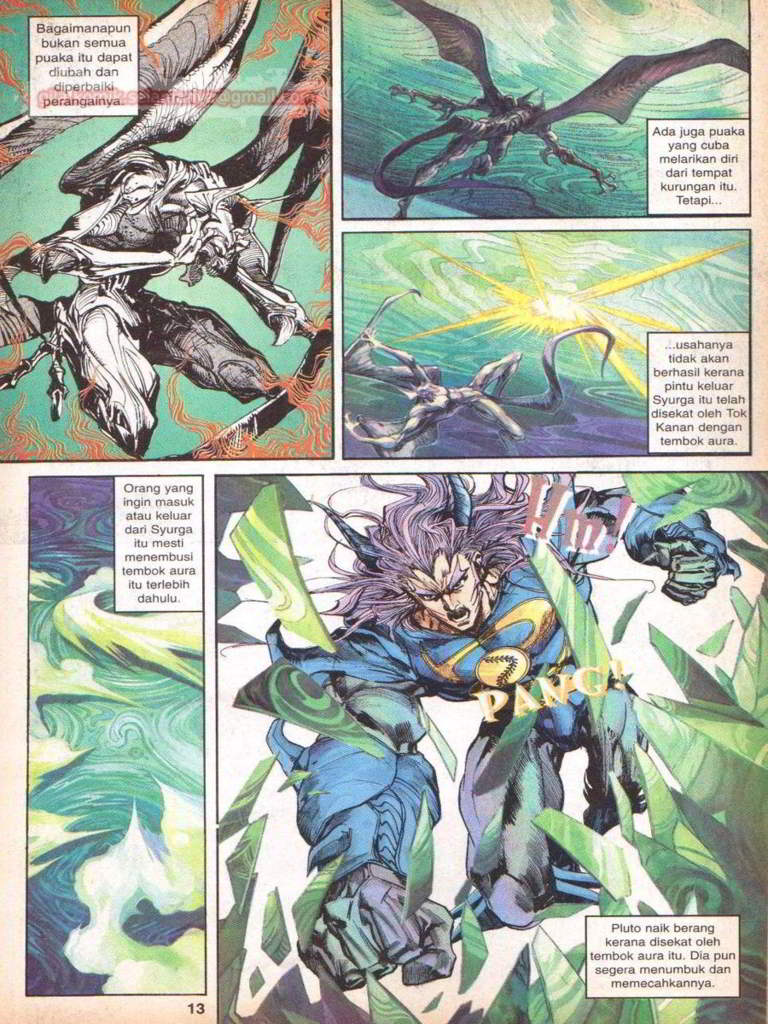 Bagaimanapun
bukan semua
puaka itu dapat
diubah dan
diperbaiki
perangainya.
Ada juga puaka
yang cuba
melarikan diri
dari tempat
kurungan itu.
Tetapi...
...usahanya
tidak akan
berhasil kerana
pintu keluar
Syurga itu telah
disekat oleh Tok
Kanan dengan
tembok aura.
Orang yang
ingin masuk
atau keluar
dari Syurga
itu mesti
menembusi
tembok aura
itu terlebih
dahulu.
Hm!
PANG!
Pluto naik berang
kerana disekat oleh
tembok aura itu. Dia pun
segera menumbuk dan
memecahkannya.
13